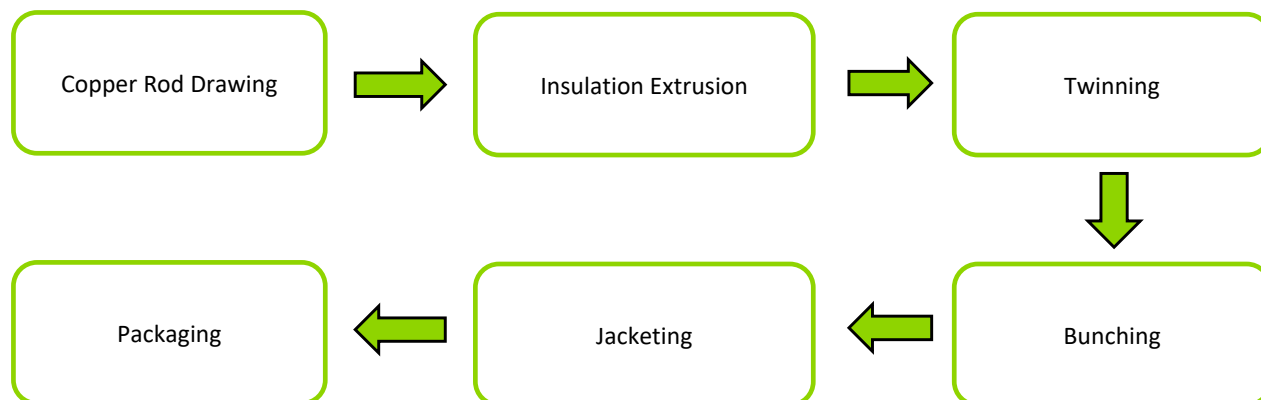 Copper Rod Drawing
Insulation Extrusion
Twinning
Packaging
Jacketing
Bunching